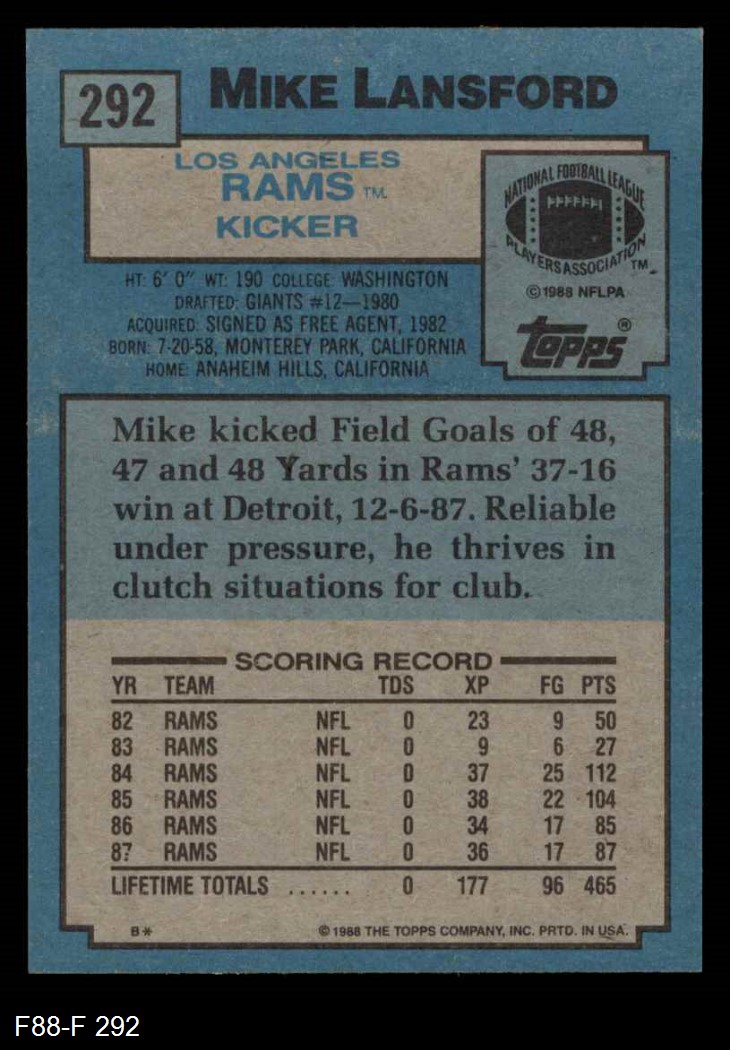 292
MIKE LANSFORD
LOS ANGELES
RAMS TM
KICKER
NATIONAL FOOTBALL LEAGUE
PLAYERS ASSOCIATION TM
©1988 NFLPA
Topps®
HT: 6' 0" WT: 190 COLLEGE: WASHINGTON
DRAFTED: GIANTS #12—1980
ACQUIRED: SIGNED AS FREE AGENT, 1982
BORN: 7-20-58, MONTEREY PARK, CALIFORNIA
HOME: ANAHEIM HILLS, CALIFORNIA
Mike kicked Field Goals of 48,
47 and 48 Yards in Rams' 37-16
win at Detroit, 12-6-87. Reliable
under pressure, he thrives in
clutch situations for club.
SCORING RECORD
YR TEAM TDS XP FG PTS
82 RAMS NFL 0 23 9 50
83 RAMS NFL 0 9 6 27
84 RAMS NFL 0 37 25 112
85 RAMS NFL 0 38 22 104
86 RAMS NFL 0 34 17 85
87 RAMS NFL 0 36 17 87
LIFETIME TOTALS ...... 0 177 96 465
B* ©1988 THE TOPPS COMPANY, INC. PRTD. IN USA.
F88-F 292